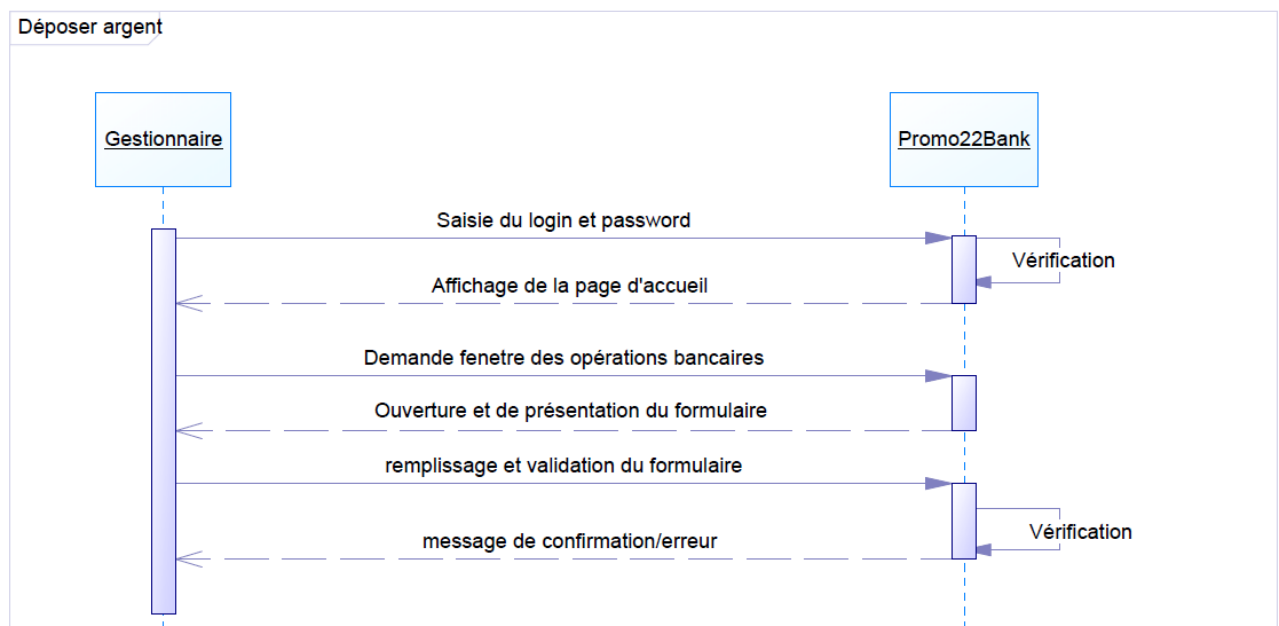 Déposer argent
Gestionnaire
Promo22Bank
Saisie du login et password
Vérification
Affichage de la page d'accueil
Demande fenetre des opérations bancaires
Ouverture et de présentation du formulaire
remplissage et validation du formulaire
Vérification
message de confirmation/erreur